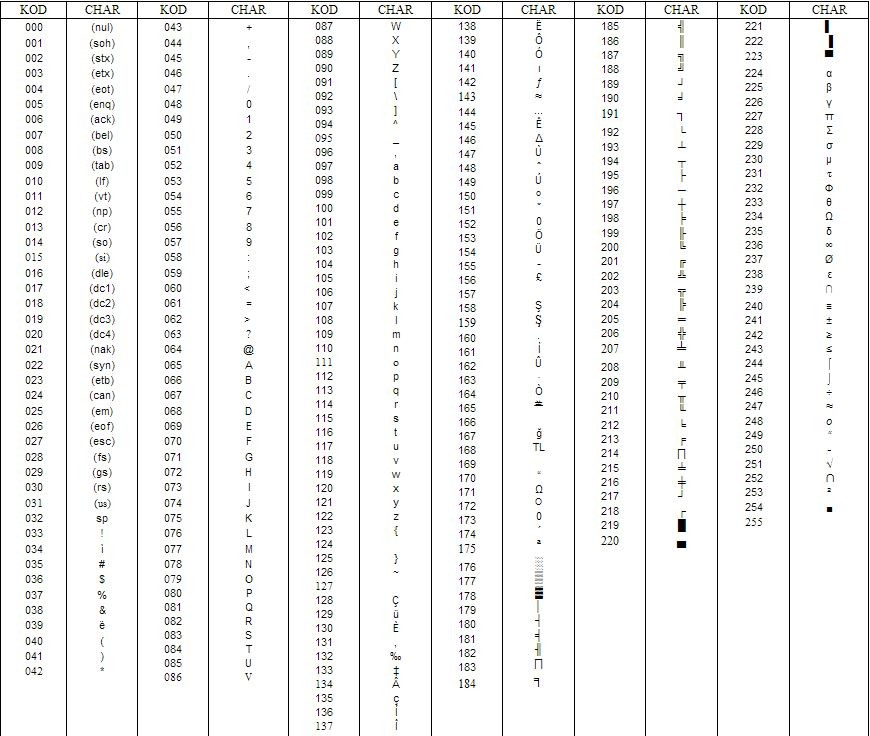 KOD CHAR KOD CHAR KOD CHAR KOD CHAR KOD CHAR KOD CHAR
000 (nul)
001 (soh)
002 (stx)
003 (etx)
004 (eot)
005 (enq)
006 (ack)
007 (bel)
008 (bs)
009 (tab)
010 (lf)
011 (vt)
012 (np)
013 (cr)
014 (so)
015 (si)
016 (dle)
017 (dc1)
018 (dc2)
019 (dc3)
020 (dc4)
021 (nak)
022 (syn)
023 (etb)
024 (can)
025 (em)
026 (eof)
027 (esc)
028 (fs)
029 (gs)
030 (rs)
031 (us)
032 sp
033 !
034 ì
035 #
036 $
037 %
038 &
039 ë
040 (
041 )
042 *
043 +
044 ,
045 -
046 .
047 /
048 0
049 1
050 2
051 3
052 4
053 5
054 6
055 7
056 8
057 9
058 :
059 ;
060 <
061 =
062 >
063 ?
064 @
065 A
066 B
067 C
068 D
069 E
070 F
071 G
072 H
073 I
074 J
075 K
076 L
077 M
078 N
079 O
080 P
081 Q
082 R
083 S
084 T
085 U
086 V
087 W
088 X
089 Y
090 Z
091 [
092 \
093 ]
094 ^
095 _
096 ,
097 a
098 b
099 c
100 d
101 e
102 f
103 g
104 h
105 i
106 j
107 k
108 l
109 m
110 n
111 o
112 p
113 q
114 r
115 s
116 t
117 u
118 v
119 w
120 x
121 y
122 z
123 {
124
125 }
126 ~
127
128 Ç
129 ü
130 È
131 ,
132 ‰
133 ‡
134 Â
135 ç
136 Î
137 Î
138 Ë
139 Ô
140 Ó
141 ı
142 ƒ
143 ≈
144 …
145 Ê
146 Δ
147 Ù
148 ˆ
149 Ú
150 º
151 ˘
152 0
153 Ö
154 Ü
155 -
156 £
157
158 Ş
159 Ş
160 .
161 Ì
162 Û
163 ·
164 Ò
165
166
167 ğ
168 TL
169
170 “
171 Ω
172 O
173 0
174 ´
175 ª
176 ░
177 ▒
178 ▓
179 │
180 ┤
181 ╡
182 ╢
183 ∏
184 ╕
185 ╣
186 ║
187 ╗
188 ╝
189 ┘
190 ╛
191 ┐
192 └
193 ┴
194 ┬
195 ├
196 ─
197 ┼
198 ╞
199 ╟
200 ╚
201 ╔
202 ╩
203 ╦
204 ╠
205 ═
206 ╬
207 ╧
208 ╨
209 ╤
210 ╥
211 ╙
212 ╘
213 ╒
214 ∏
215 ╧
216 ╪
217 ┘
218 ┌
219 █
220 ▄
221 ▌
222 ▐
223 ▀
224 α
225 β
226 γ
227 π
228 Σ
229 σ
230 µ
231 τ
232 Φ
233 θ
234 Ω
235 δ
236 ∞
237 Ø
238 ε
239 ∩
240 ≡
241 ±
242 ≥
243 ≤
244 ⌠
245 ⌡
246 ÷
247 ≈
248 o
249 “
250 -
251 √
252 ∩
253 ²
254 ■
255